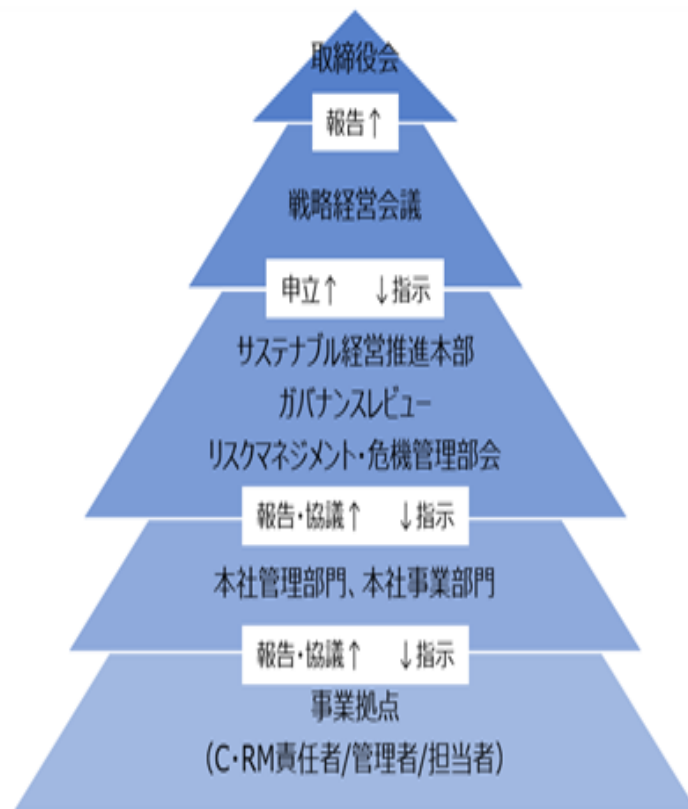 取締役会
報告↑
戦略経営会議
申立↑ ↓指示
サステナブル経営推進本部
ガバナンスレビュー
リスクマネジメント・危機管理部会
報告・協議↑ ↓指示
本社管理部門、本社事業部門
報告・協議↑ ↓指示
事業拠点
(C・RM責任者/管理者/担当者)